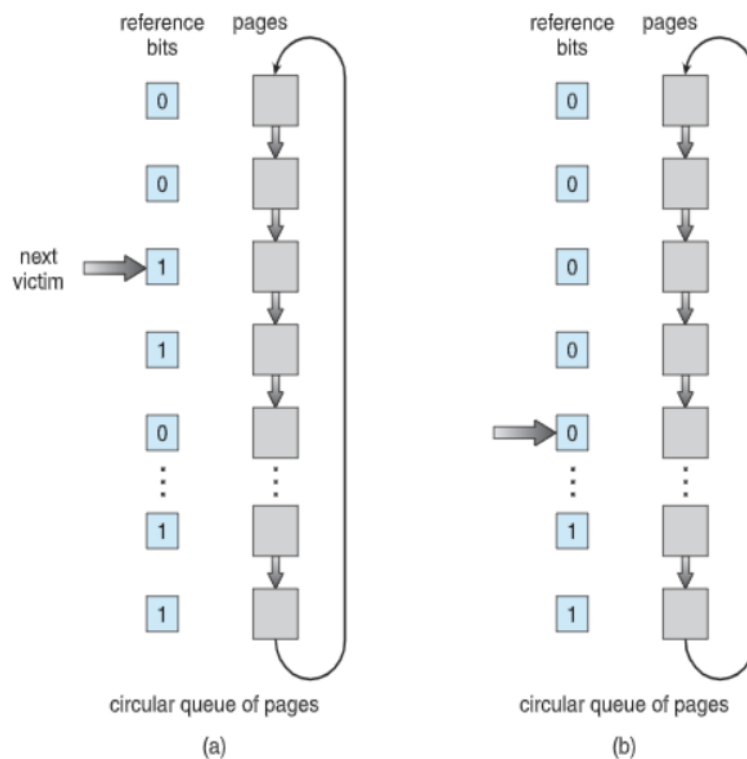 reference bits
pages
0
0
next victim
1
1
0
1
1
circular queue of pages
(a)
reference bits
pages
0
0
0
0
0
1
1
circular queue of pages
(b)